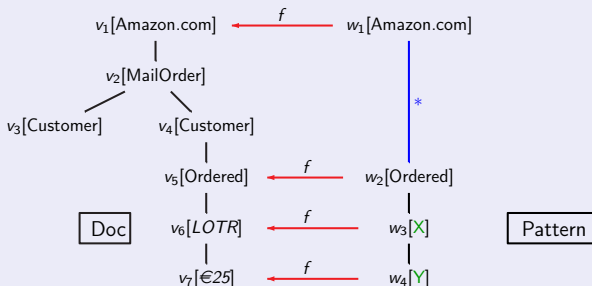 v1[Amazon.com] f w1[Amazon.com]
v2[MailOrder]
*
v3[Customer] v4[Customer]
f
v5[Ordered] w2[Ordered]
f
Doc v6[LOTR] w3[X] Pattern
f
v7[€25] w4[Y]